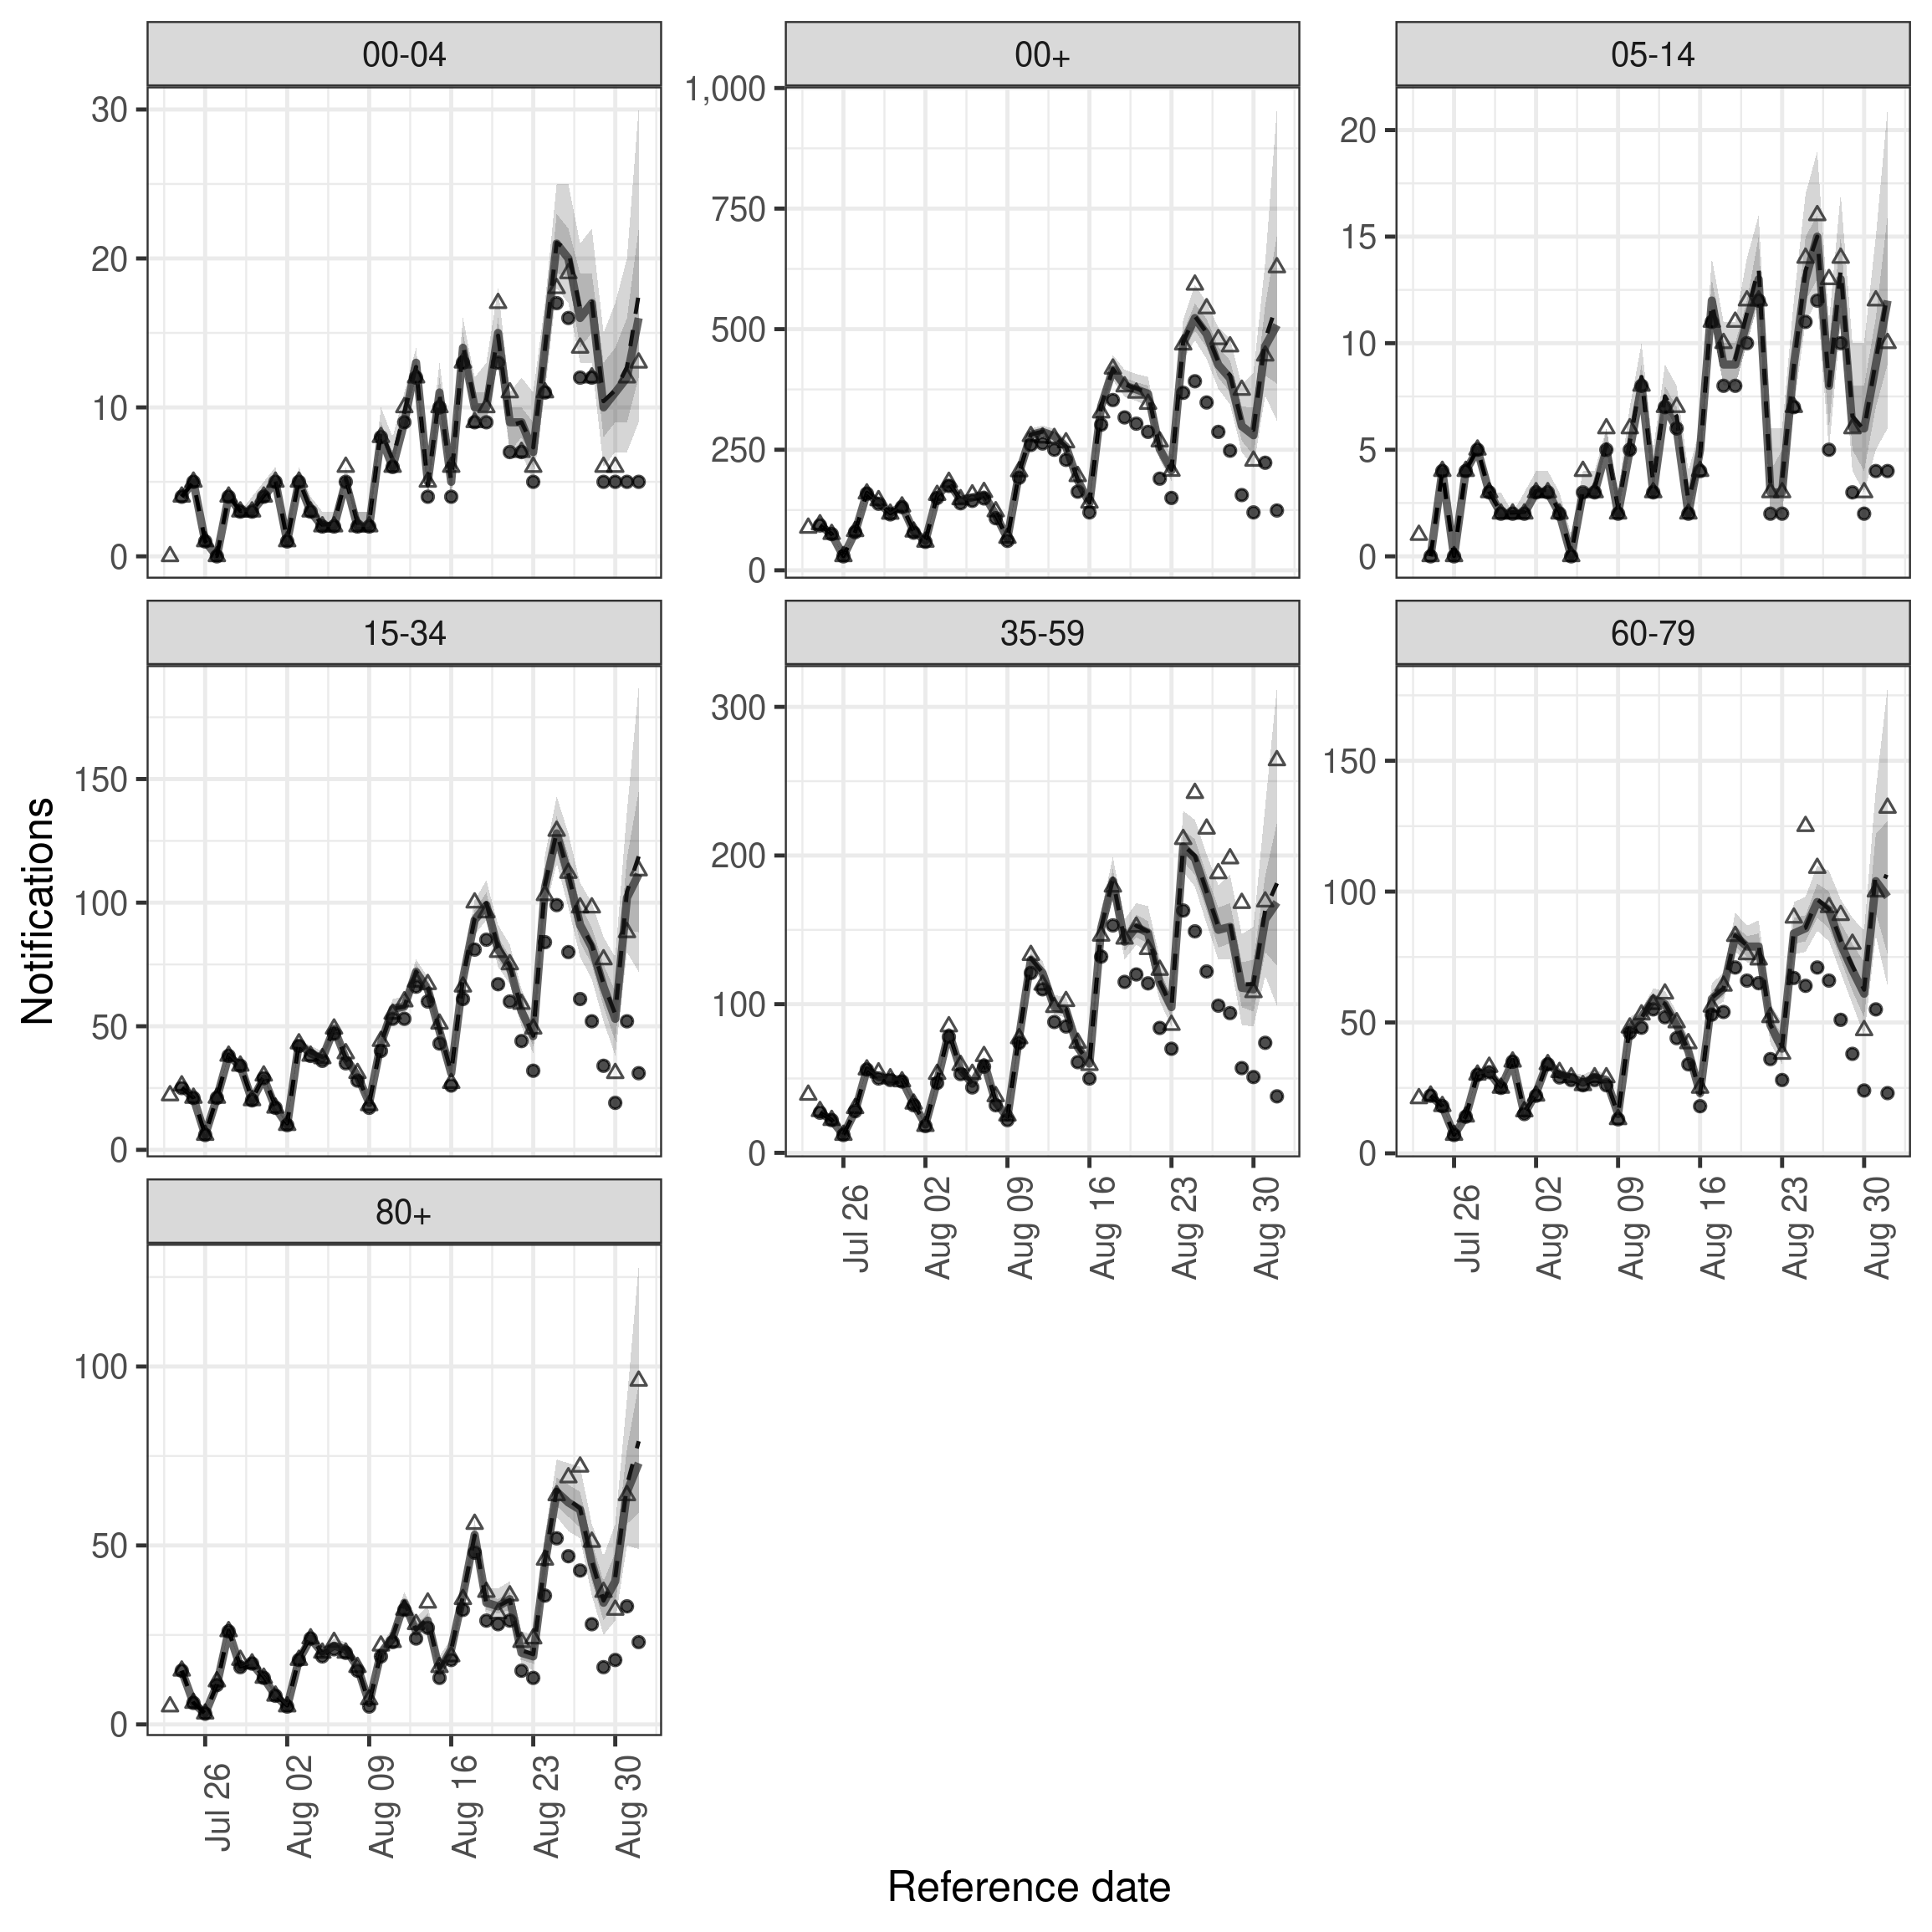 00-04
00+
05-14
30
20
10
0
1,000
750
500
250
0
20
15
10
5
0
15-34
35-59
60-79
150
100
50
0
300
200
100
0
150
100
50
0
Jul 26
Aug 02
Aug 09
Aug 16
Aug 23
Aug 30
Jul 26
Aug 02
Aug 09
Aug 16
Aug 23
Aug 30
80+
100
50
0
Jul 26
Aug 02
Aug 09
Aug 16
Aug 23
Aug 30
Notifications
Reference date